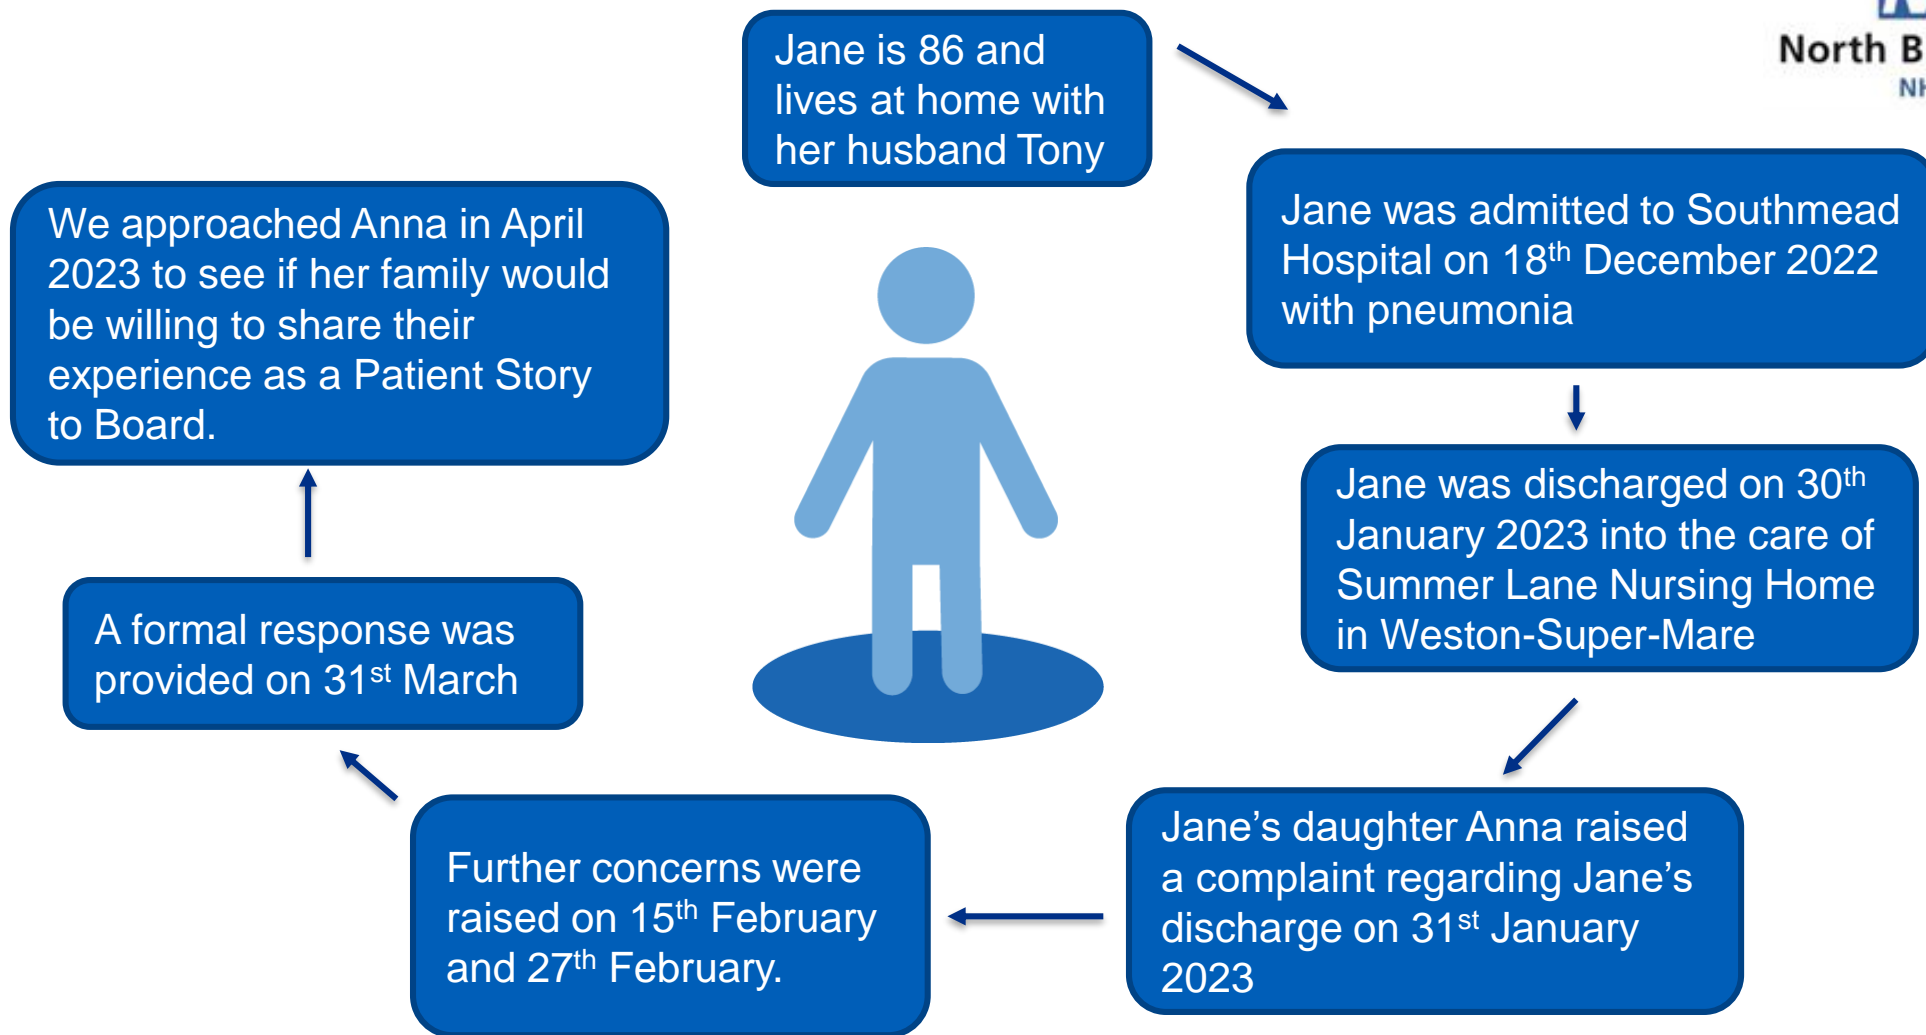 Jane is 86 and
lives at home with
her husband Tony
North B
NH
Jane was admitted to Southmead
Hospital on 18th December 2022
with pneumonia
Jane was discharged on 30th
January 2023 into the care of
Summer Lane Nursing Home
in Weston-Super-Mare
Jane’s daughter Anna raised
a complaint regarding Jane’s
discharge on 31st January
2023
Further concerns were
raised on 15th February
and 27th February.
A formal response was
provided on 31st March
We approached Anna in April
2023 to see if her family would
be willing to share their
experience as a Patient Story
to Board.